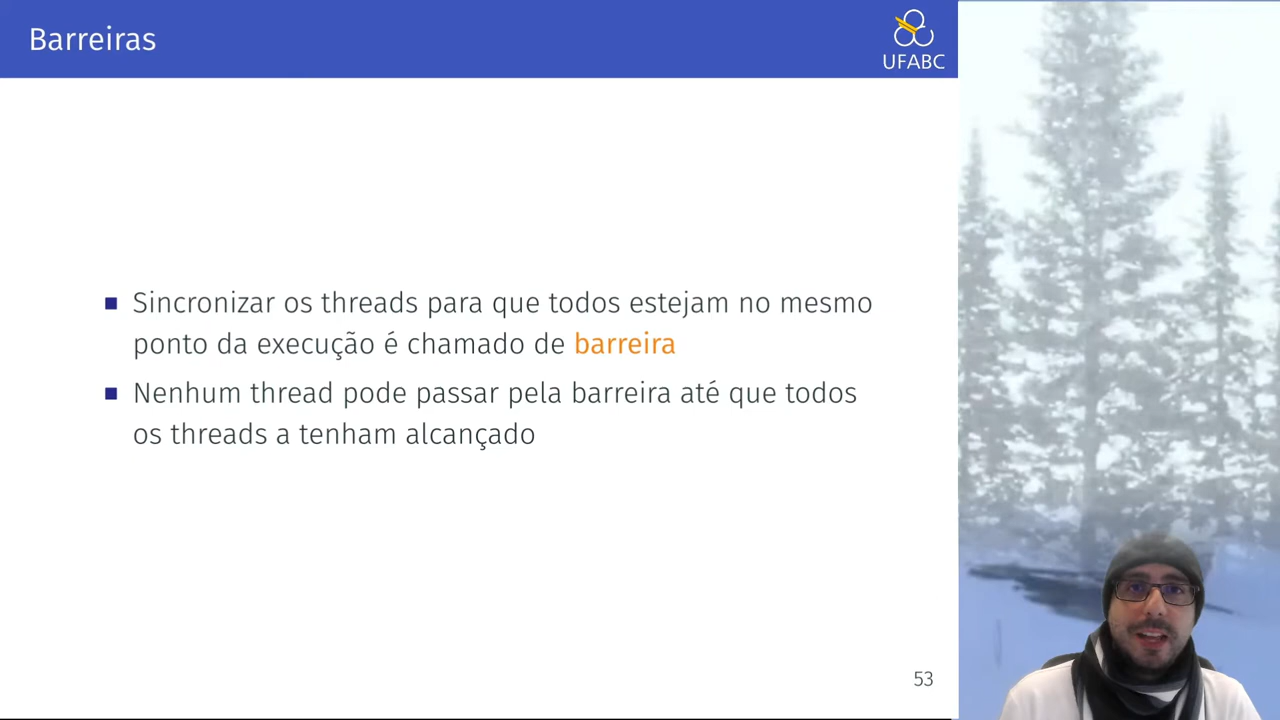 Barreiras
UFABC
Sincronizar os threads para que todos estejam no mesmo
ponto da execução é chamado de barreira
Nenhum thread pode passar pela barreira até que todos
os threads a tenham alcançado
53